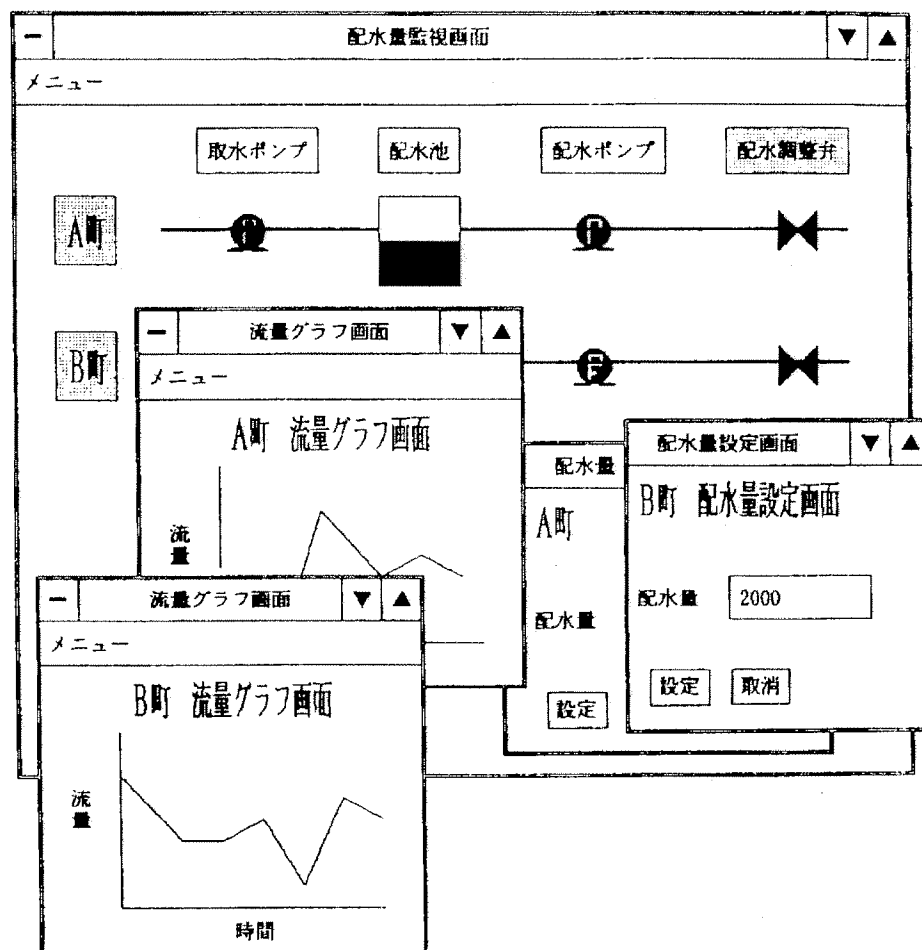 配水量監視画面
メニュー
取水ポンプ 配水池 配水ポンプ 配水調整弁
A町
B町
流量グラフ画面
メニュー
A町 流量グラフ画面
流量
配水量
A町
配水量
設定
配水量設定画面
B町 配水量設定画面
配水量 2000
設定 取消
流量グラフ画面
メニュー
B町 流量グラフ画面
流量
時間